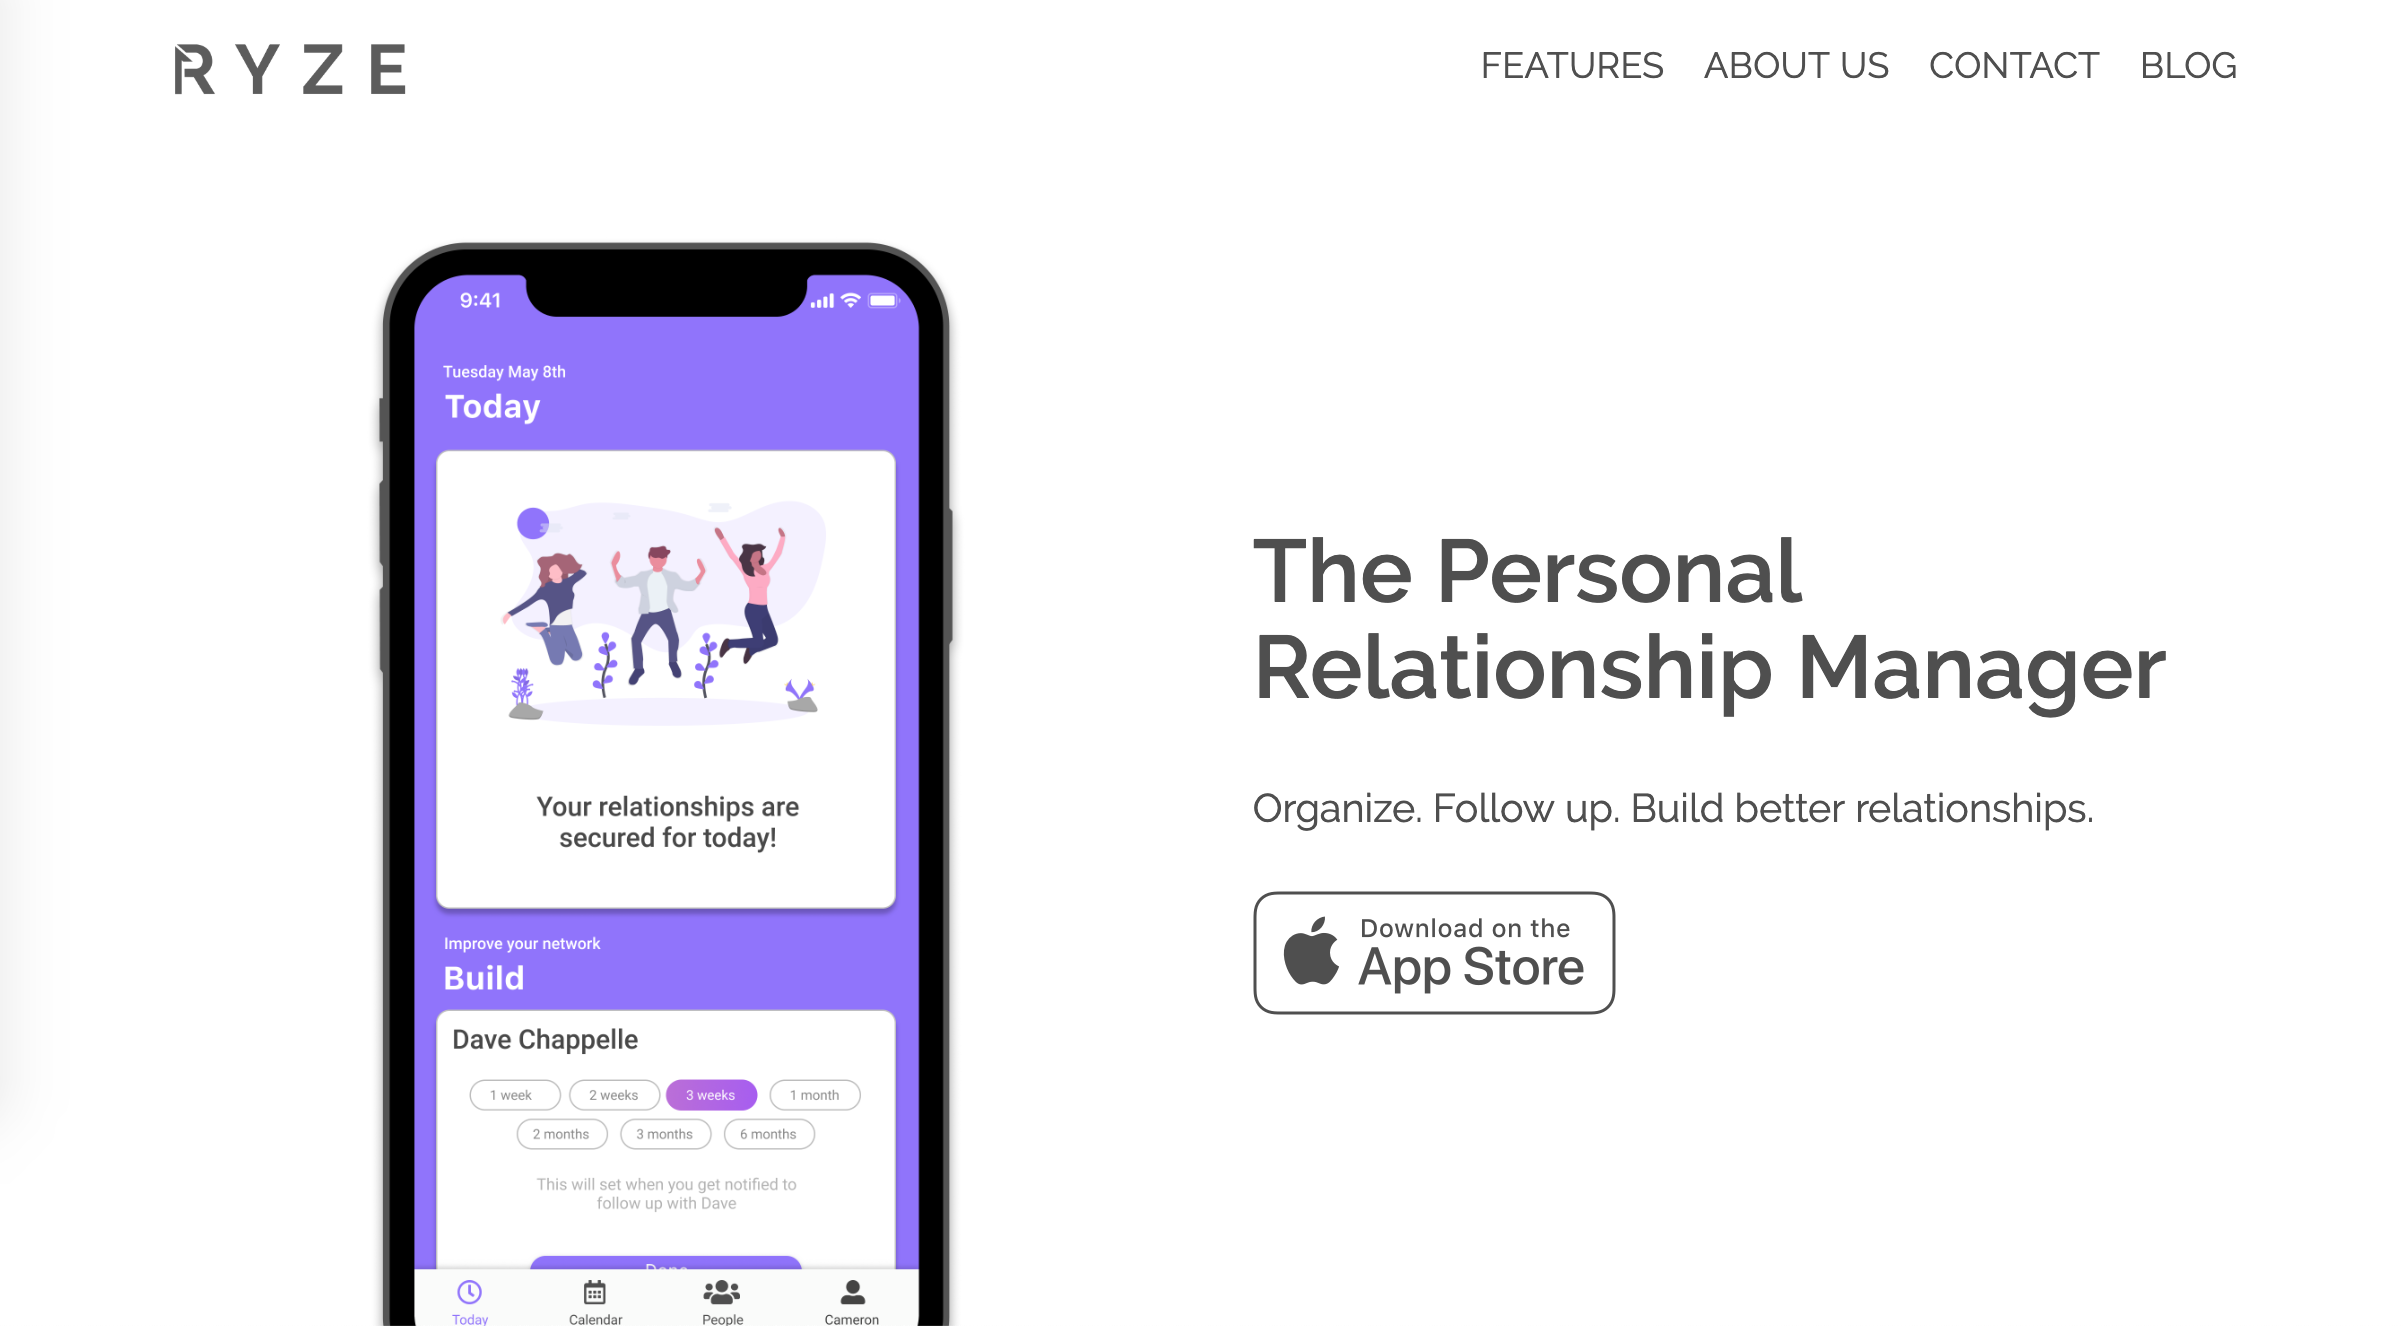 RYZE
FEATURES ABOUT US CONTACT BLOG
9:41
Tuesday May 8th
Today
Your relationships are
secured for today!
Improve your network
Build
Dave Chappelle
1 week 2 weeks 3 weeks 1 month
2 months 3 months 6 months
This will set when you get notified to
follow up with Dave
Done
Today Calendar People Cameron
The Personal
Relationship Manager
Organize. Follow up. Build better relationships.
Download on the
App Store